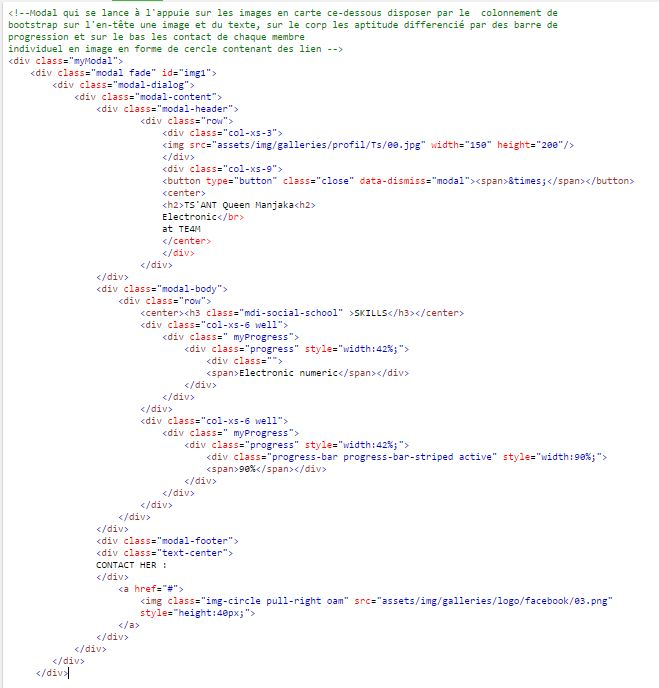 <!--Modal qui se lance à l'appuie sur les images en carte ce-dessous disposer par le  colonnement de
bootstrap sur l'en-tête une image et du texte, sur le corp les aptitude differencié par des barre de
progression et sur le bas les contact de chaque membre
individuel en image en forme de cercle contenant des lien -->
<div class="myModal">
<div class="modal fade" id="img1">
<div class="modal-dialog">
<div class="modal-content">
<div class="modal-header">
<div class="row">
<div class="col-xs-3">
<img src="assets/img/galleries/profil/Ts/00.jpg" width="150" height="200"/>
</div>
<div class="col-xs-9">
<button type="button" class="close" data-dismiss="modal"><span>&times;</span></button>
<center>
<h2>TS'ANT Queen Manjaka<h2>
Electronic</br>
at TE4M
</center>
</div>
</div>
</div>
<div class="modal-body">
<div class="row">
<center><h3 class="mdi-social-school" >SKILLS</h3></center>
<div class="col-xs-6 well">
<div class=" myProgress">
<div class="progress" style="width:42%;">
<div class="">
<span>Electronic numeric</span></div>
</div>
</div>
</div>
<div class="col-xs-6 well">
<div class=" myProgress">
<div class="progress" style="width:42%;">
<div class="progress-bar progress-bar-striped active" style="width:90%;">
<span>90%</span></div>
</div>
</div>
</div>
</div>
</div>
<div class="modal-footer">
<div class="text-center">
CONTACT HER :
</div>
<a href="#">
<img class="img-circle pull-right oam" src="assets/img/galleries/logo/facebook/03.png"
style="height:40px;">
</a>
</div>
</div>
</div>
</div>